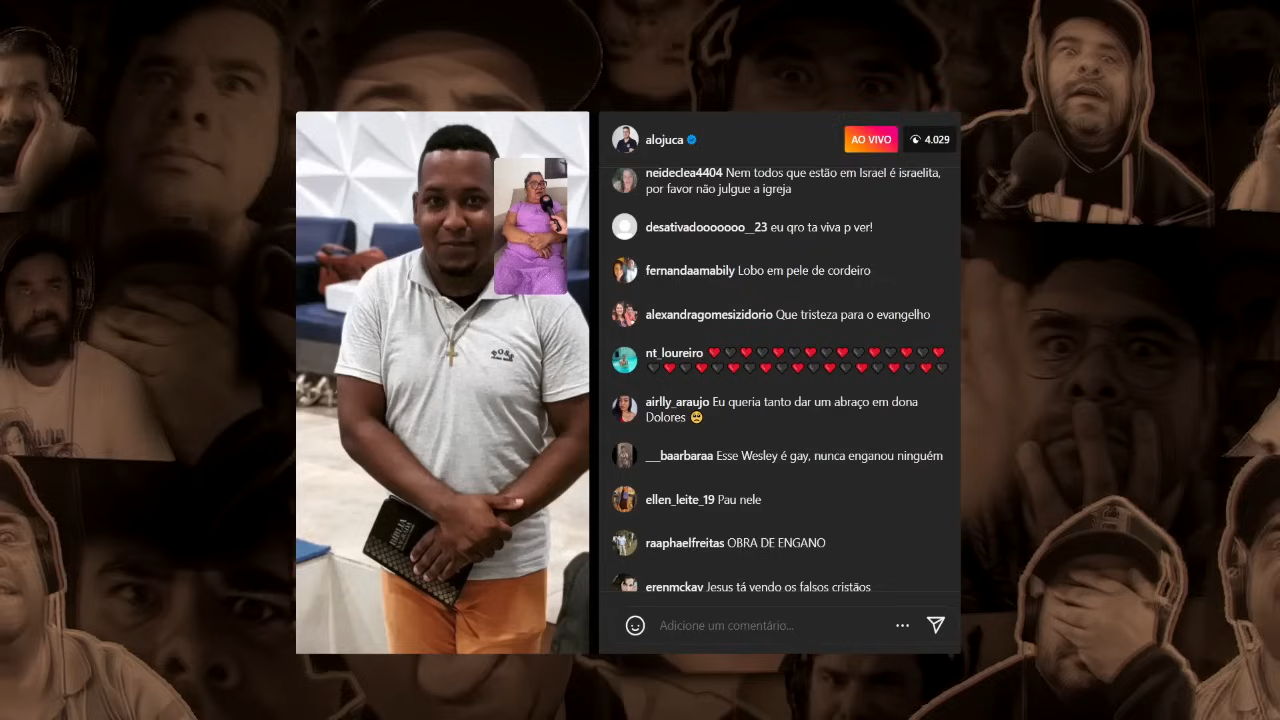 alojuca
AO VIVO
4.029
neideclea4404 Nem todos que estão em Israel é israelita,
por favor não julgue a igreja
desativadooooooo__23 eu qro ta viva p ver!
fernandaamabily Lobo em pele de cordeiro
alexandragomesizidorio Que tristeza para o evangelho
nt_loureiro
airlly_araujo Eu queria tanto dar um abraço em dona
Dolores
___baarbaraa Esse Wesley é gay, nunca enganou ninguém
ellen_leite_19 Pau nele
raaphaelfreitas OBRA DE ENGANO
erenmckay Jesus tá vendo os falsos cristãos
Adicione um comentário...
BÍBLIA